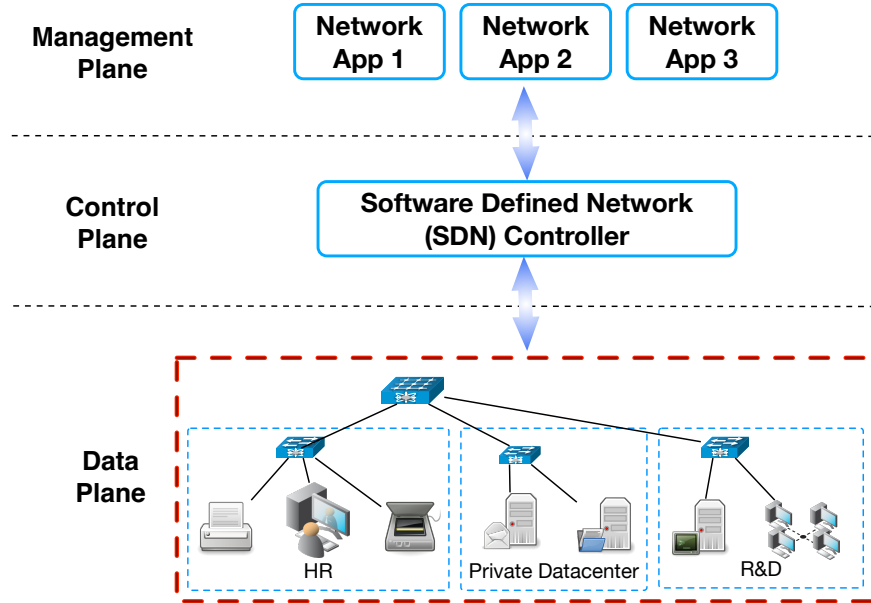 Management
Plane
Network
App 1
Network
App 2
Network
App 3
Control
Plane
Software Defined Network
(SDN) Controller
Data
Plane
HR
Private Datacenter
R&D